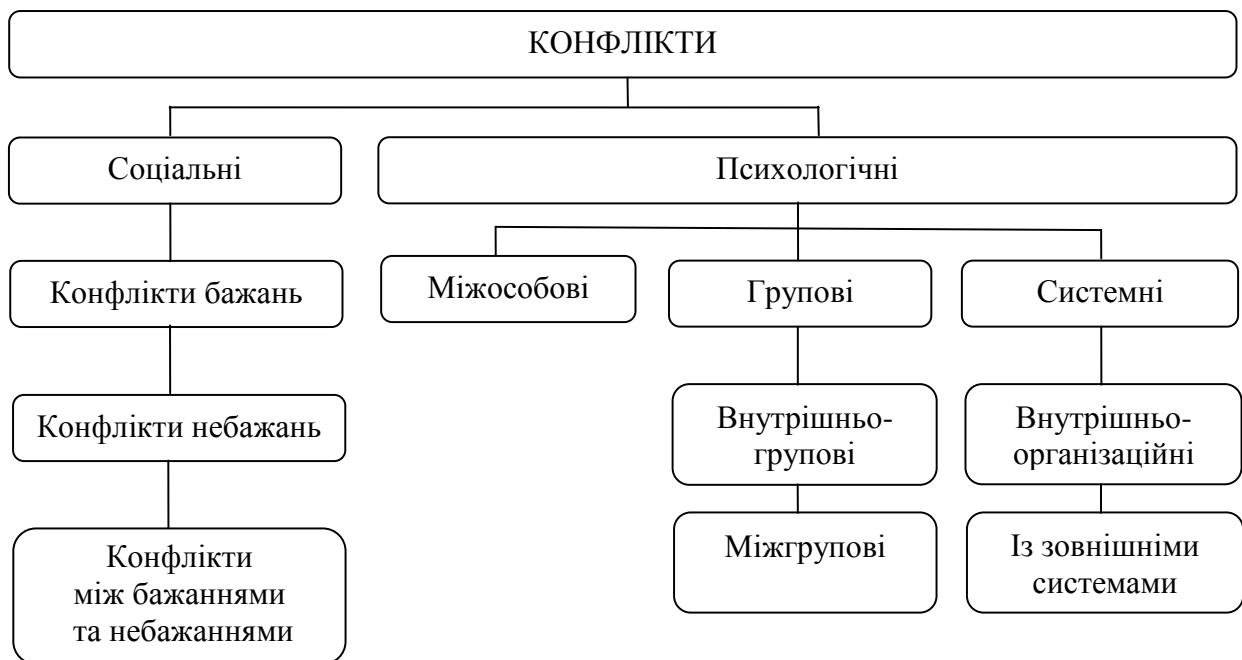 КОНФЛІКТИ
Соціальні
Психологічні
Конфлікти бажань
Міжособові
Групові
Системні
Конфлікти небажань
Внутрішньо-
групові
Внутрішньо-
організаційні
Конфлікти
між бажаннями
та небажаннями
Міжгрупові
Із зовнішніми
системами